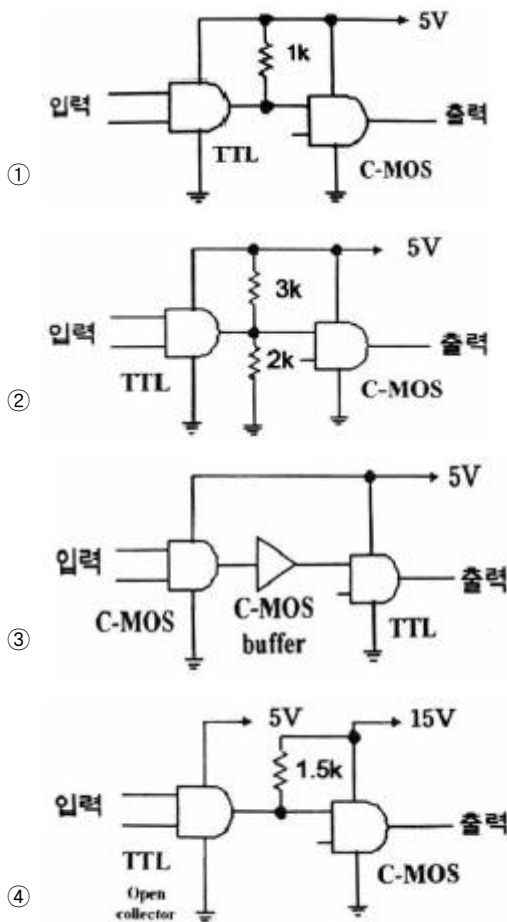 5V
1k
입력
출력
TTL
C-MOS
①
5V
3k
입력
출력
2k
TTL
C-MOS
②
5V
입력
출력
C-MOS
C-MOS
buffer
TTL
③
5V
15V
1.5k
입력
출력
TTL
C-MOS
Open
collector
④